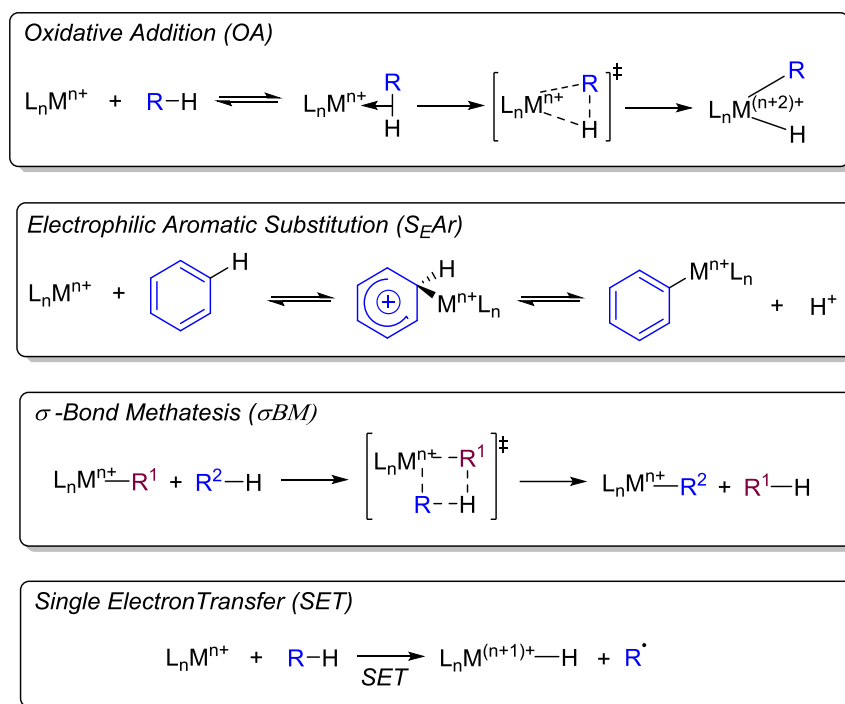 Oxidative Addition (OA)
LnMn+ + R–H LnMn+ R H [ LnMn+ R H ]‡ LnM(n+2)+ R H
Electrophilic Aromatic Substitution (SEAr)
LnMn+ + H H + Mn+Ln Mn+Ln + H+
σ -Bond Methatesis (σBM)
LnMn+–R1 + R2–H [ LnMn+ R1 R H ]‡ LnMn+–R2 + R1–H
Single ElectronTransfer (SET)
LnMn+ + R–H SET LnM(n+1)+–H + R•